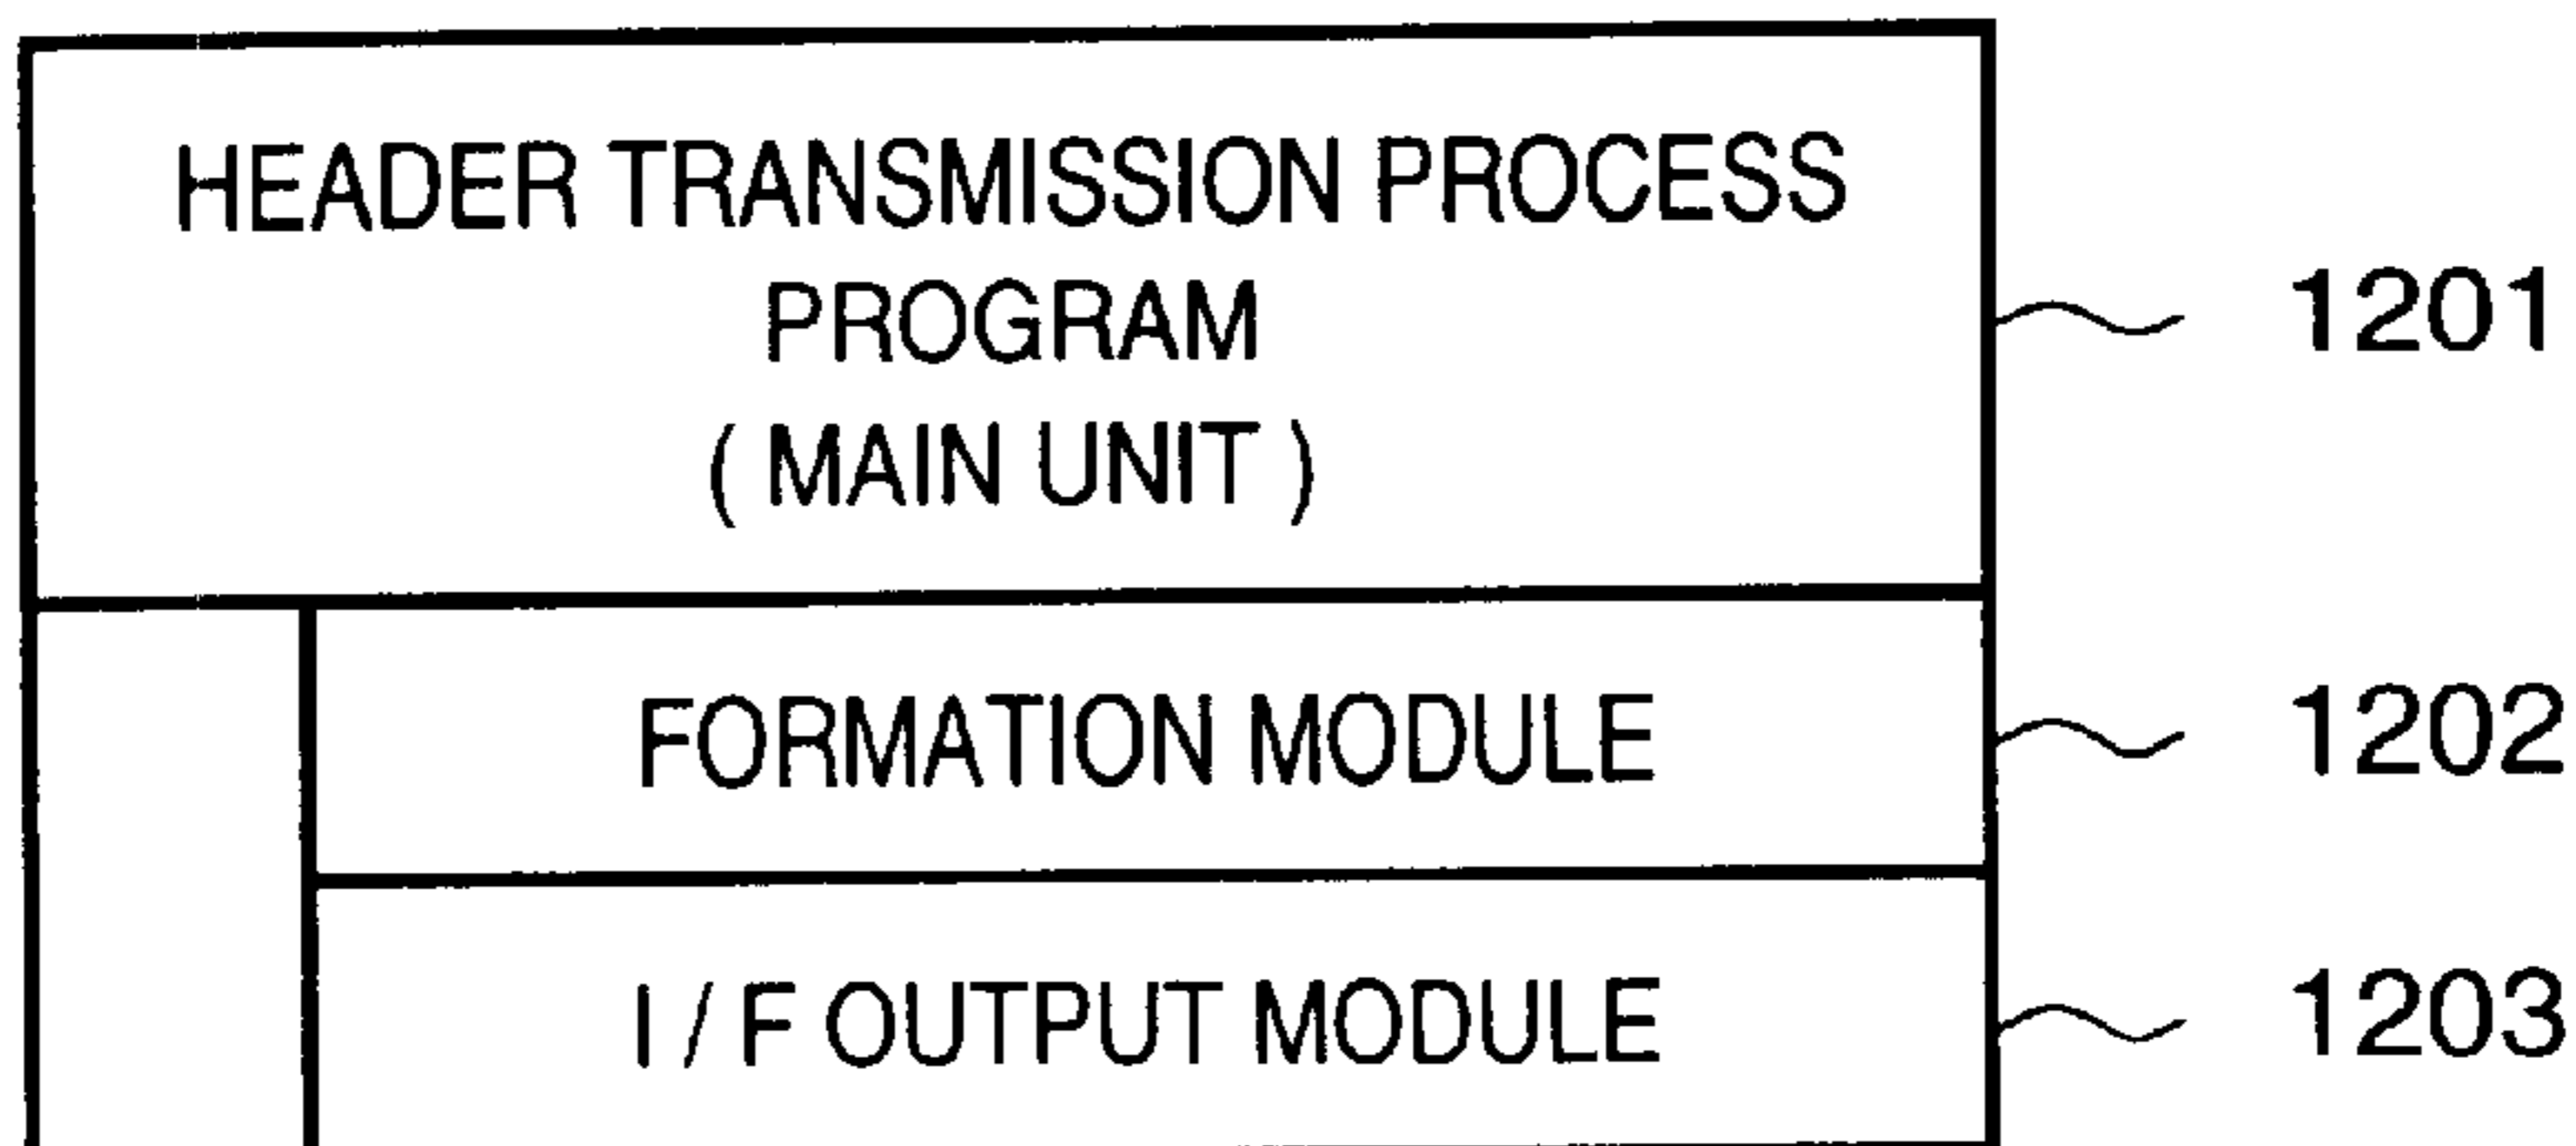 HEADER TRANSMISSION PROCESS
PROGRAM
( MAIN UNIT )
1201
FORMATION MODULE
1202
I / F OUTPUT MODULE
1203